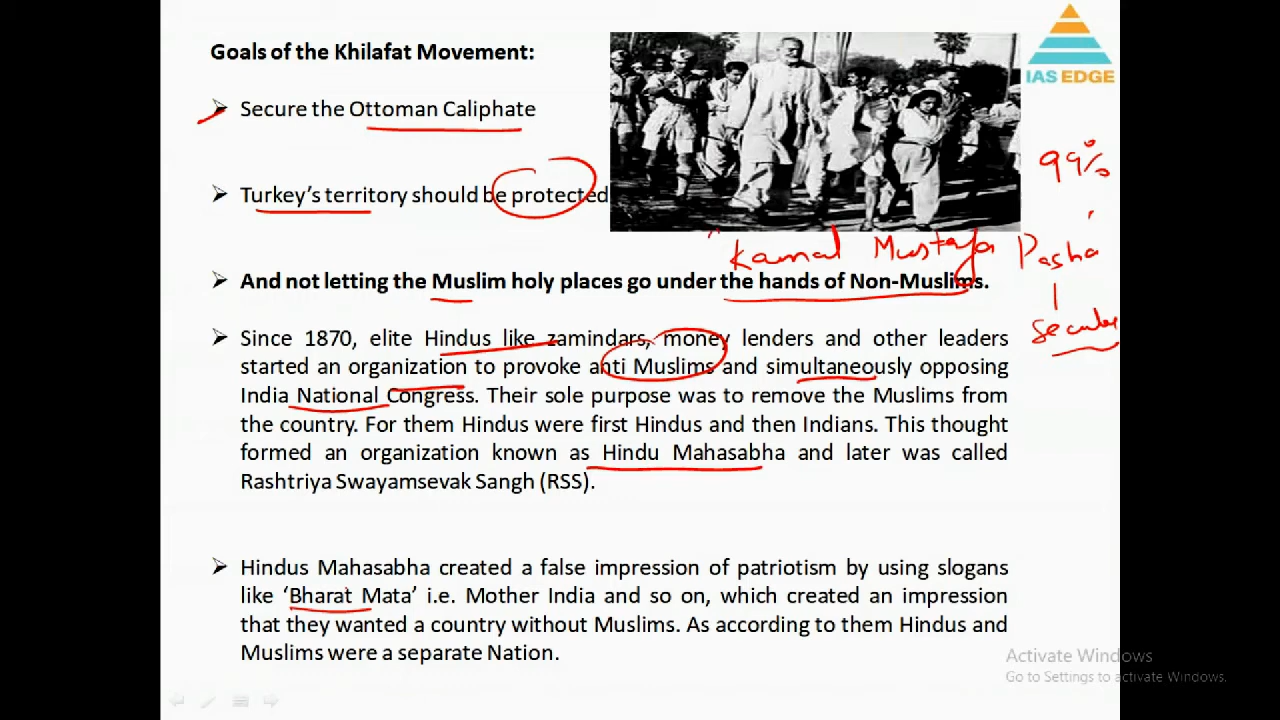 Goals of the Khilafat Movement:
IAS EDGE
Secure the Ottoman Caliphate
99%
Turkey's territory should be protected
"Kamal Mustafa Pasha
And not letting the Muslim holy places go under the hands of Non-Muslims.
Secular
Since 1870, elite Hindus like zamindars, money lenders and other leaders
started an organization to provoke anti Muslims and simultaneously opposing
India National Congress. Their sole purpose was to remove the Muslims from
the country. For them Hindus were first Hindus and then Indians. This thought
formed an organization known as Hindu Mahasabha and later was called
Rashtriya Swayamsevak Sangh (RSS).
Hindus Mahasabha created a false impression of patriotism by using slogans
like ‘Bharat Mata’ i.e. Mother India and so on, which created an impression
that they wanted a country without Muslims. As according to them Hindus and
Muslims were a separate Nation.
Activate Windows
Go to Settings to activate Windows.